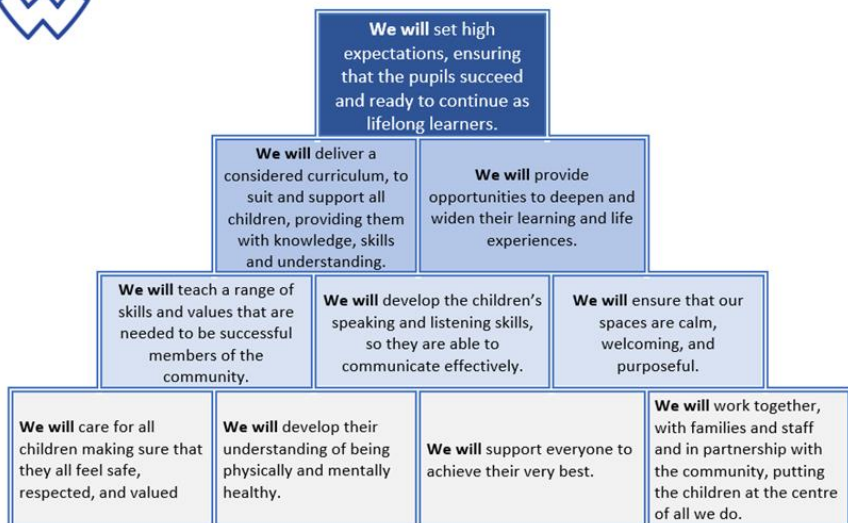 We will set high
expectations, ensuring
that the pupils succeed
and ready to continue as
lifelong learners.
We will deliver a
considered curriculum, to
suit and support all
children, providing them
with knowledge, skills
and understanding.
We will provide
opportunities to deepen and
widen their learning and life
experiences.
We will teach a range of
skills and values that are
needed to be successful
members of the
community.
We will develop the children's
speaking and listening skills,
so they are able to
communicate effectively.
We will ensure that our
spaces are calm,
welcoming, and
purposeful.
We will care for all
children making sure that
they all feel safe,
respected, and valued
We will develop their
understanding of being
physically and mentally
healthy.
We will support everyone to
achieve their very best.
We will work together,
with families and staff
and in partnership with
the community, putting
the children at the centre
of all we do.